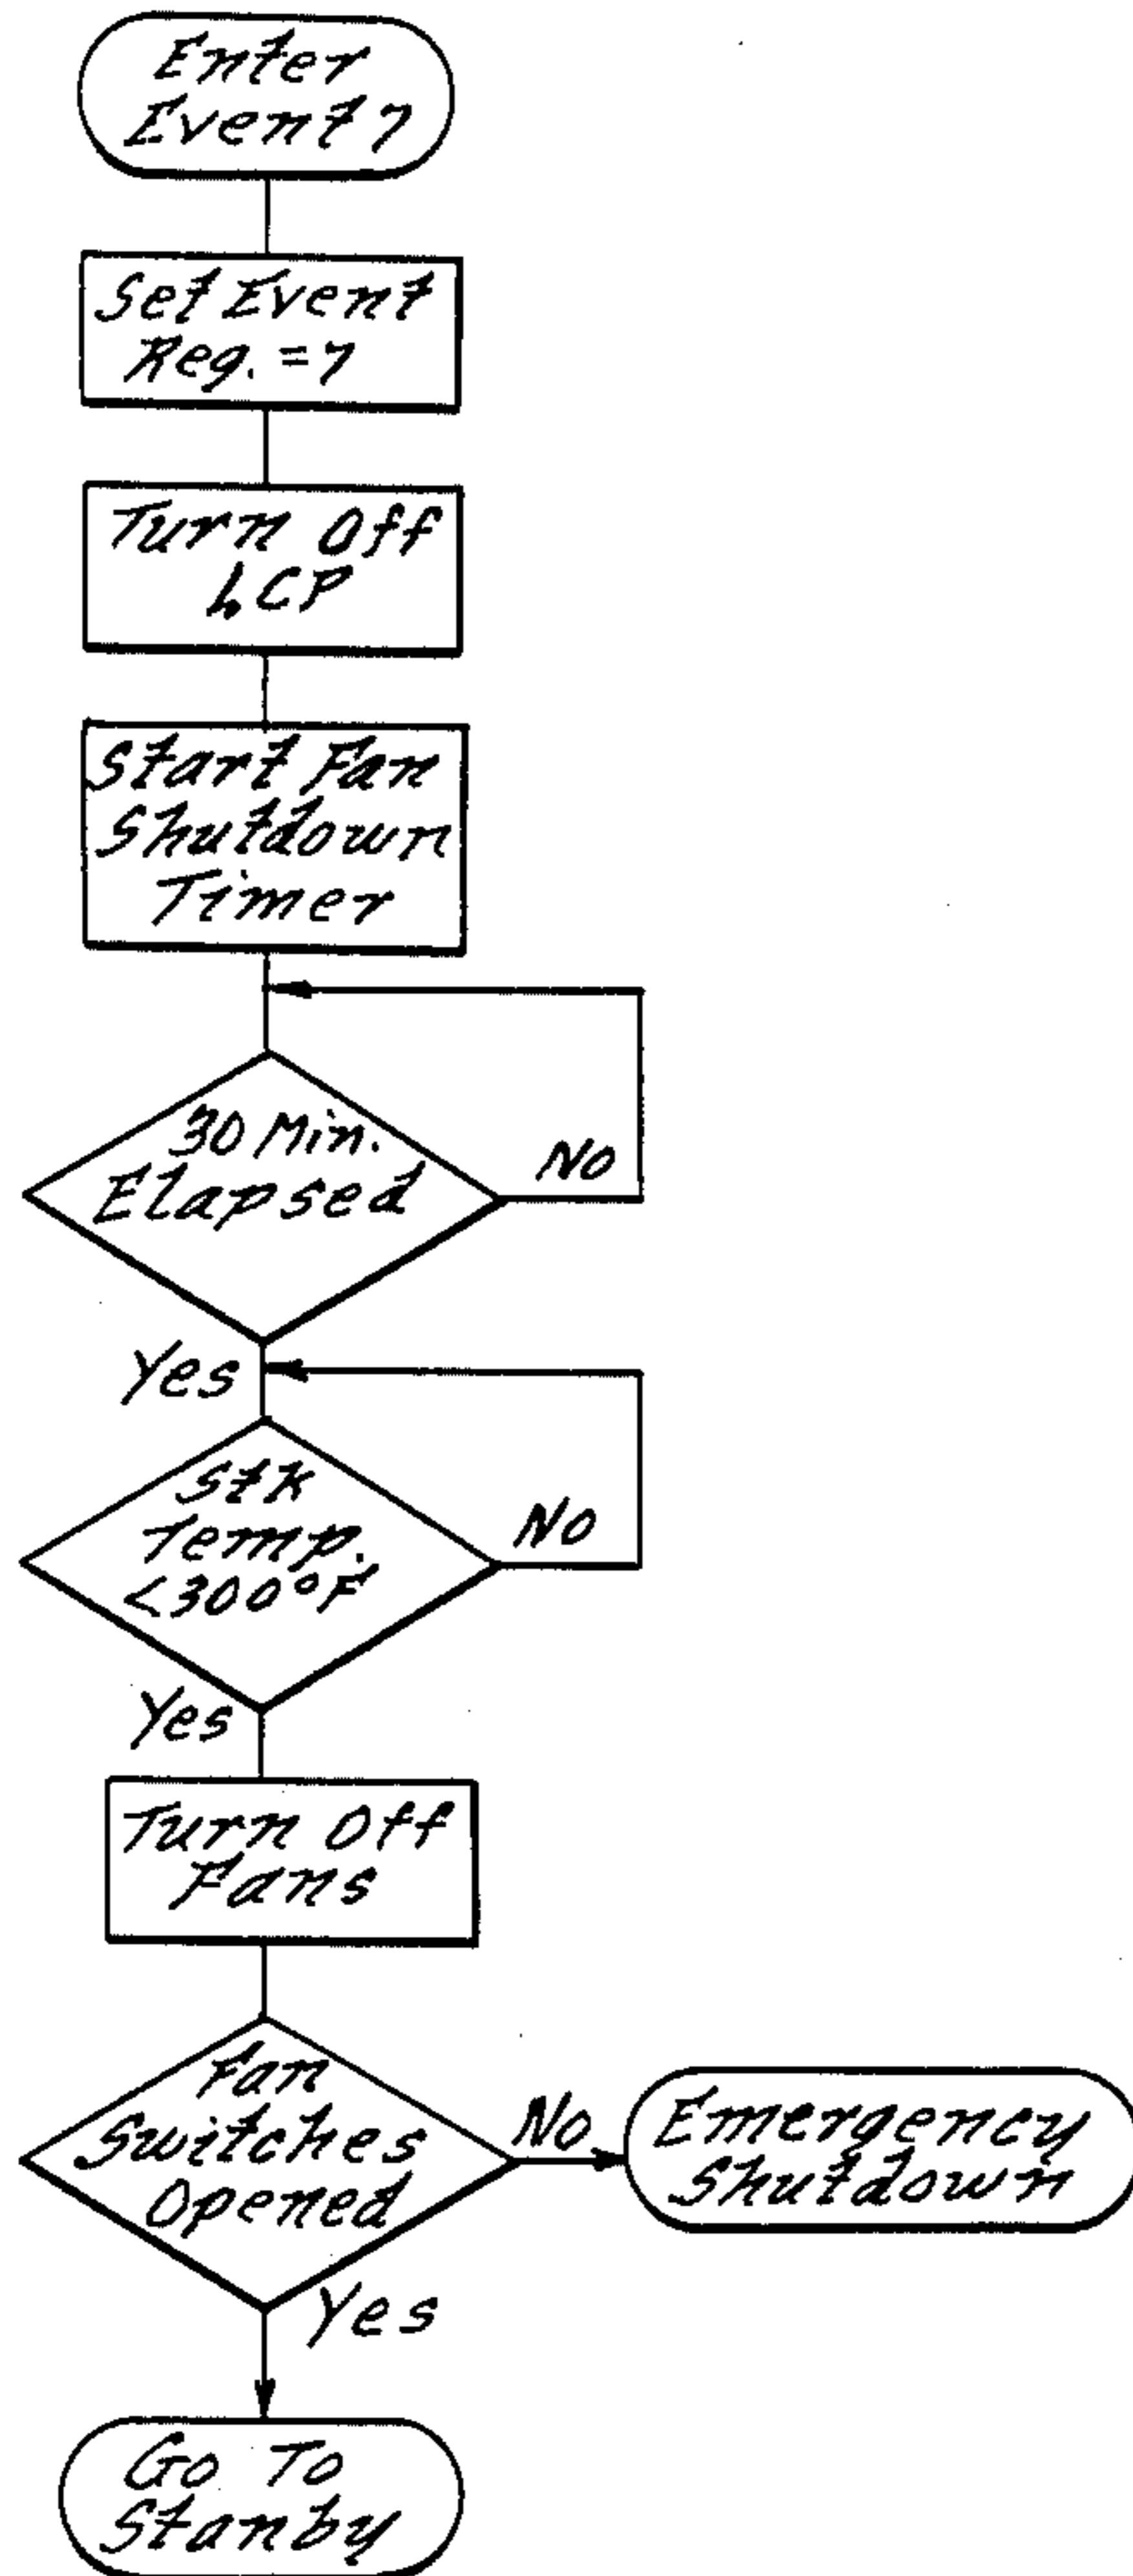 Enter
Event 7
Set Event
Reg. = 7
Turn Off
LCP
Start Fan
Shutdown
Timer
30 Min.
Elapsed
No
Yes
Stk
Temp.
<300°F
No
Yes
Turn Off
Fans
Fan
Switches
Opened
No
Emergency
Shutdown
Yes
Go To
Stanby